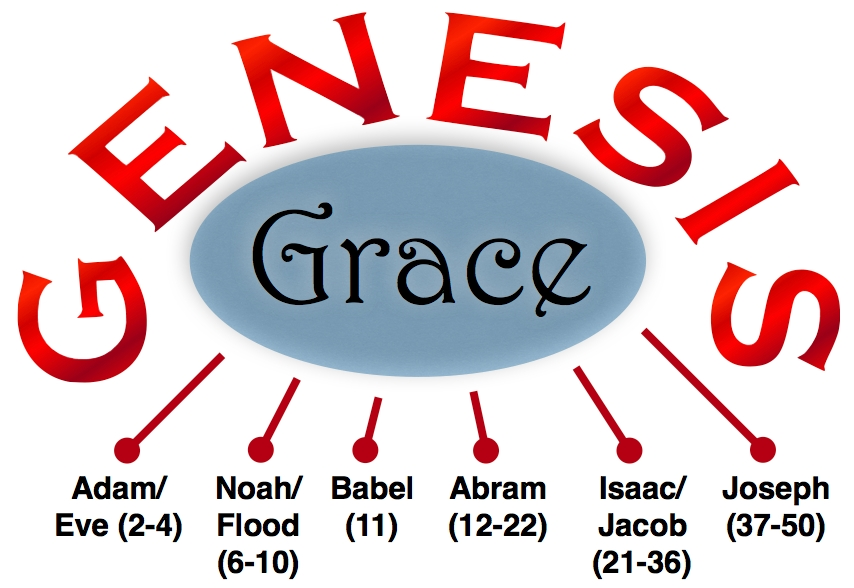 GENESIS
Grace
Adam/
Eve (2-4)
Noah/
Flood
(6-10)
Babel
(11)
Abram
(12-22)
Isaac/
Jacob
(21-36)
Joseph
(37-50)